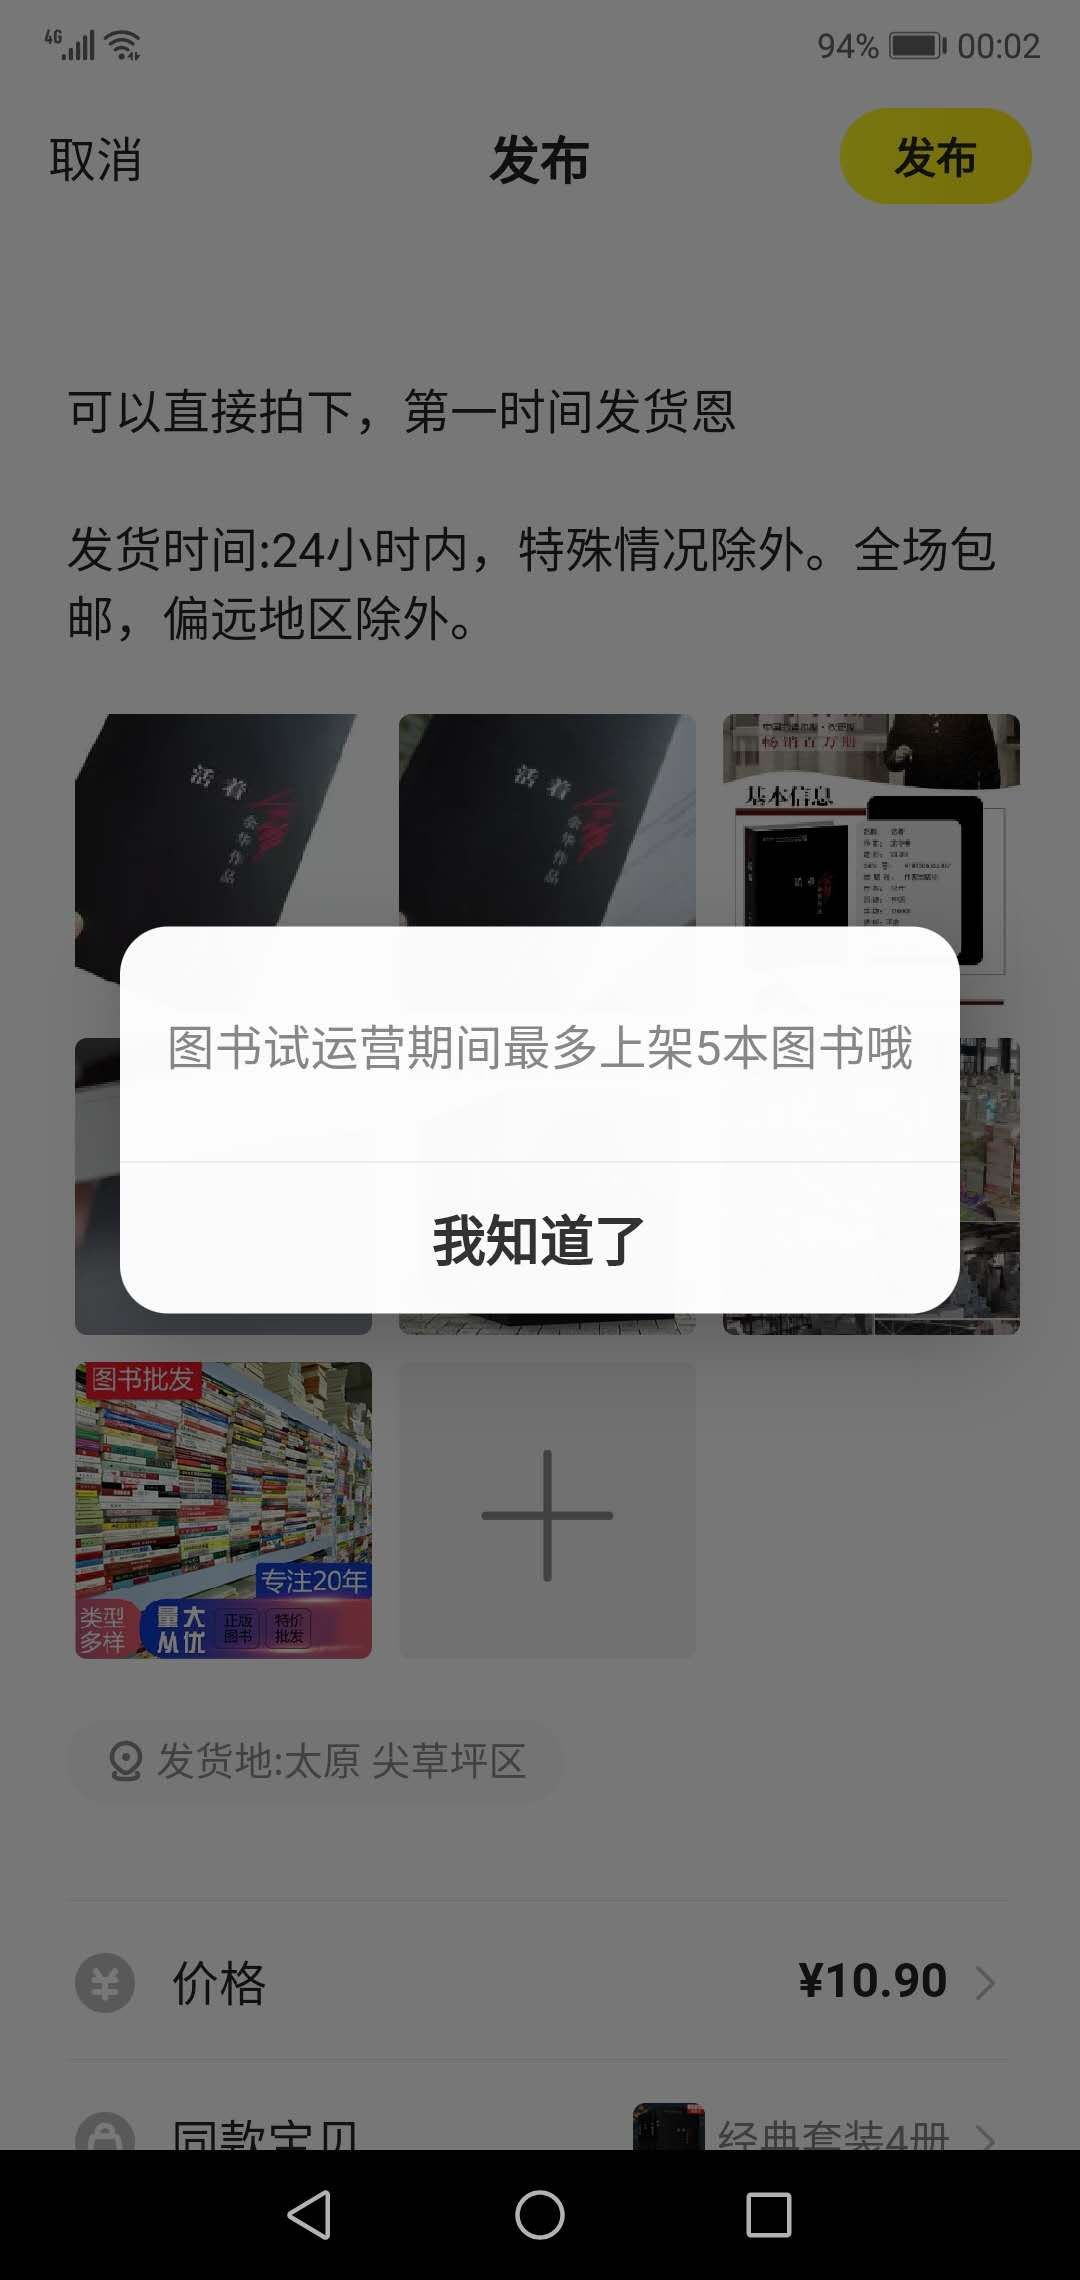 4G
94%
00:02
取消
发布
发布
可以直接拍下，第一时间发货恩
发货时间:24小时内，特殊情况除外。全场包
邮，偏远地区除外。
活着
余华作品
活着
余华作品
畅销百万册
基本信息
活着
图书试运营期间最多上架5本图书哦
我知道了
图书批发
专注20年
类型
多样
量大
从优
正版
图书
特价
批发
发货地:太原 尖草坪区
价格
¥10.90
同款宝贝
经典套装4册